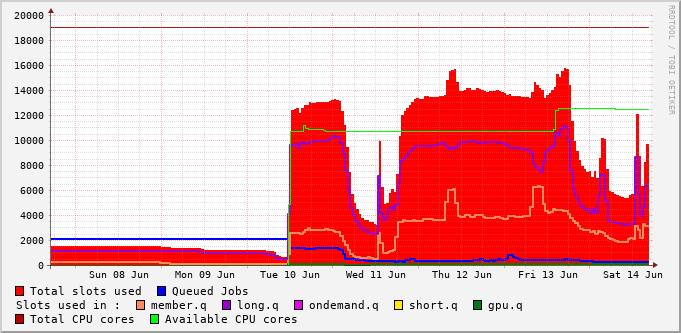 20000
18000
16000
14000
12000
10000
8000
6000
4000
2000
0
Sun 08 Jun Mon 09 Jun Tue 10 Jun Wed 11 Jun Thu 12 Jun Fri 13 Jun Sat 14 Jun
RRDTOOL / TOBI OETIKER
Total slots used Queued Jobs
Slots used in : member.q long.q ondemand.q short.q gpu.q
Total CPU cores Available CPU cores